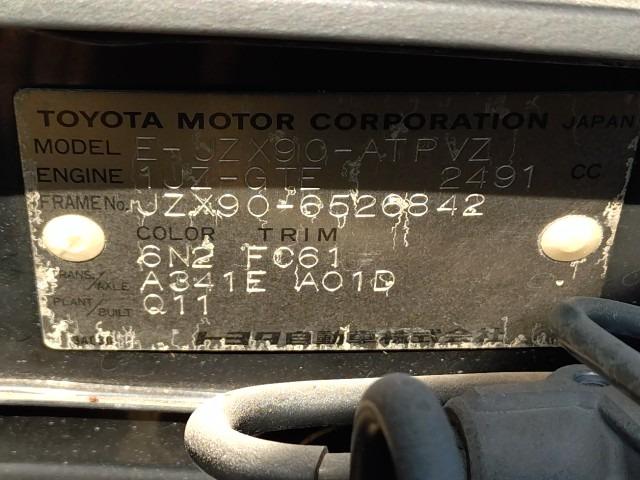 TOYOTA MOTOR CORPORATION JAPAN
MODEL E-JZX90-ATPVZ
ENGINE 1JZ-GTE 2491 CC
FRAME No. JZX90-6526842
COLOR TRIM
6N2 FC61
TRANS./AXLE A341E A01D
PLANT/BUILT Q11
トヨタ自動車株式会社